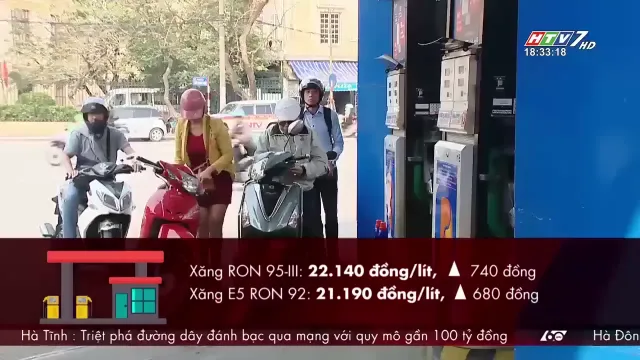 HTV7 HD
18:33:18
Xăng RON 95-III: 22.140 đồng/lít, ▲ 740 đồng
Xăng E5 RON 92: 21.190 đồng/lít, ▲ 680 đồng
Hà Tĩnh : Triệt phá đường dây đánh bạc qua mạng với quy mô gần 100 tỷ đồng
Hà Đôn